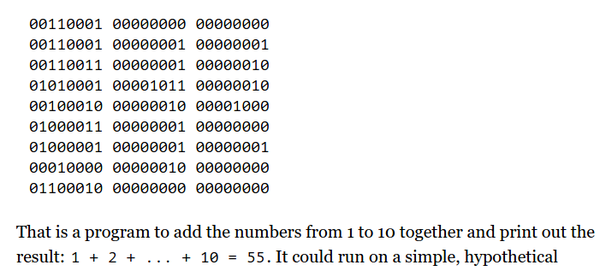 00110001 00000000 00000000
00110001 00000001 00000001
00110011 00000001 00000010
01010001 00001011 00000010
00100010 00000010 00001000
01000011 00000001 00000000
01000001 00000001 00000001
00010000 00000010 00000000
01100010 00000000 00000000
That is a program to add the numbers from 1 to 10 together and print out the
result: 1 + 2 + ... + 10 = 55. It could run on a simple, hypothetical